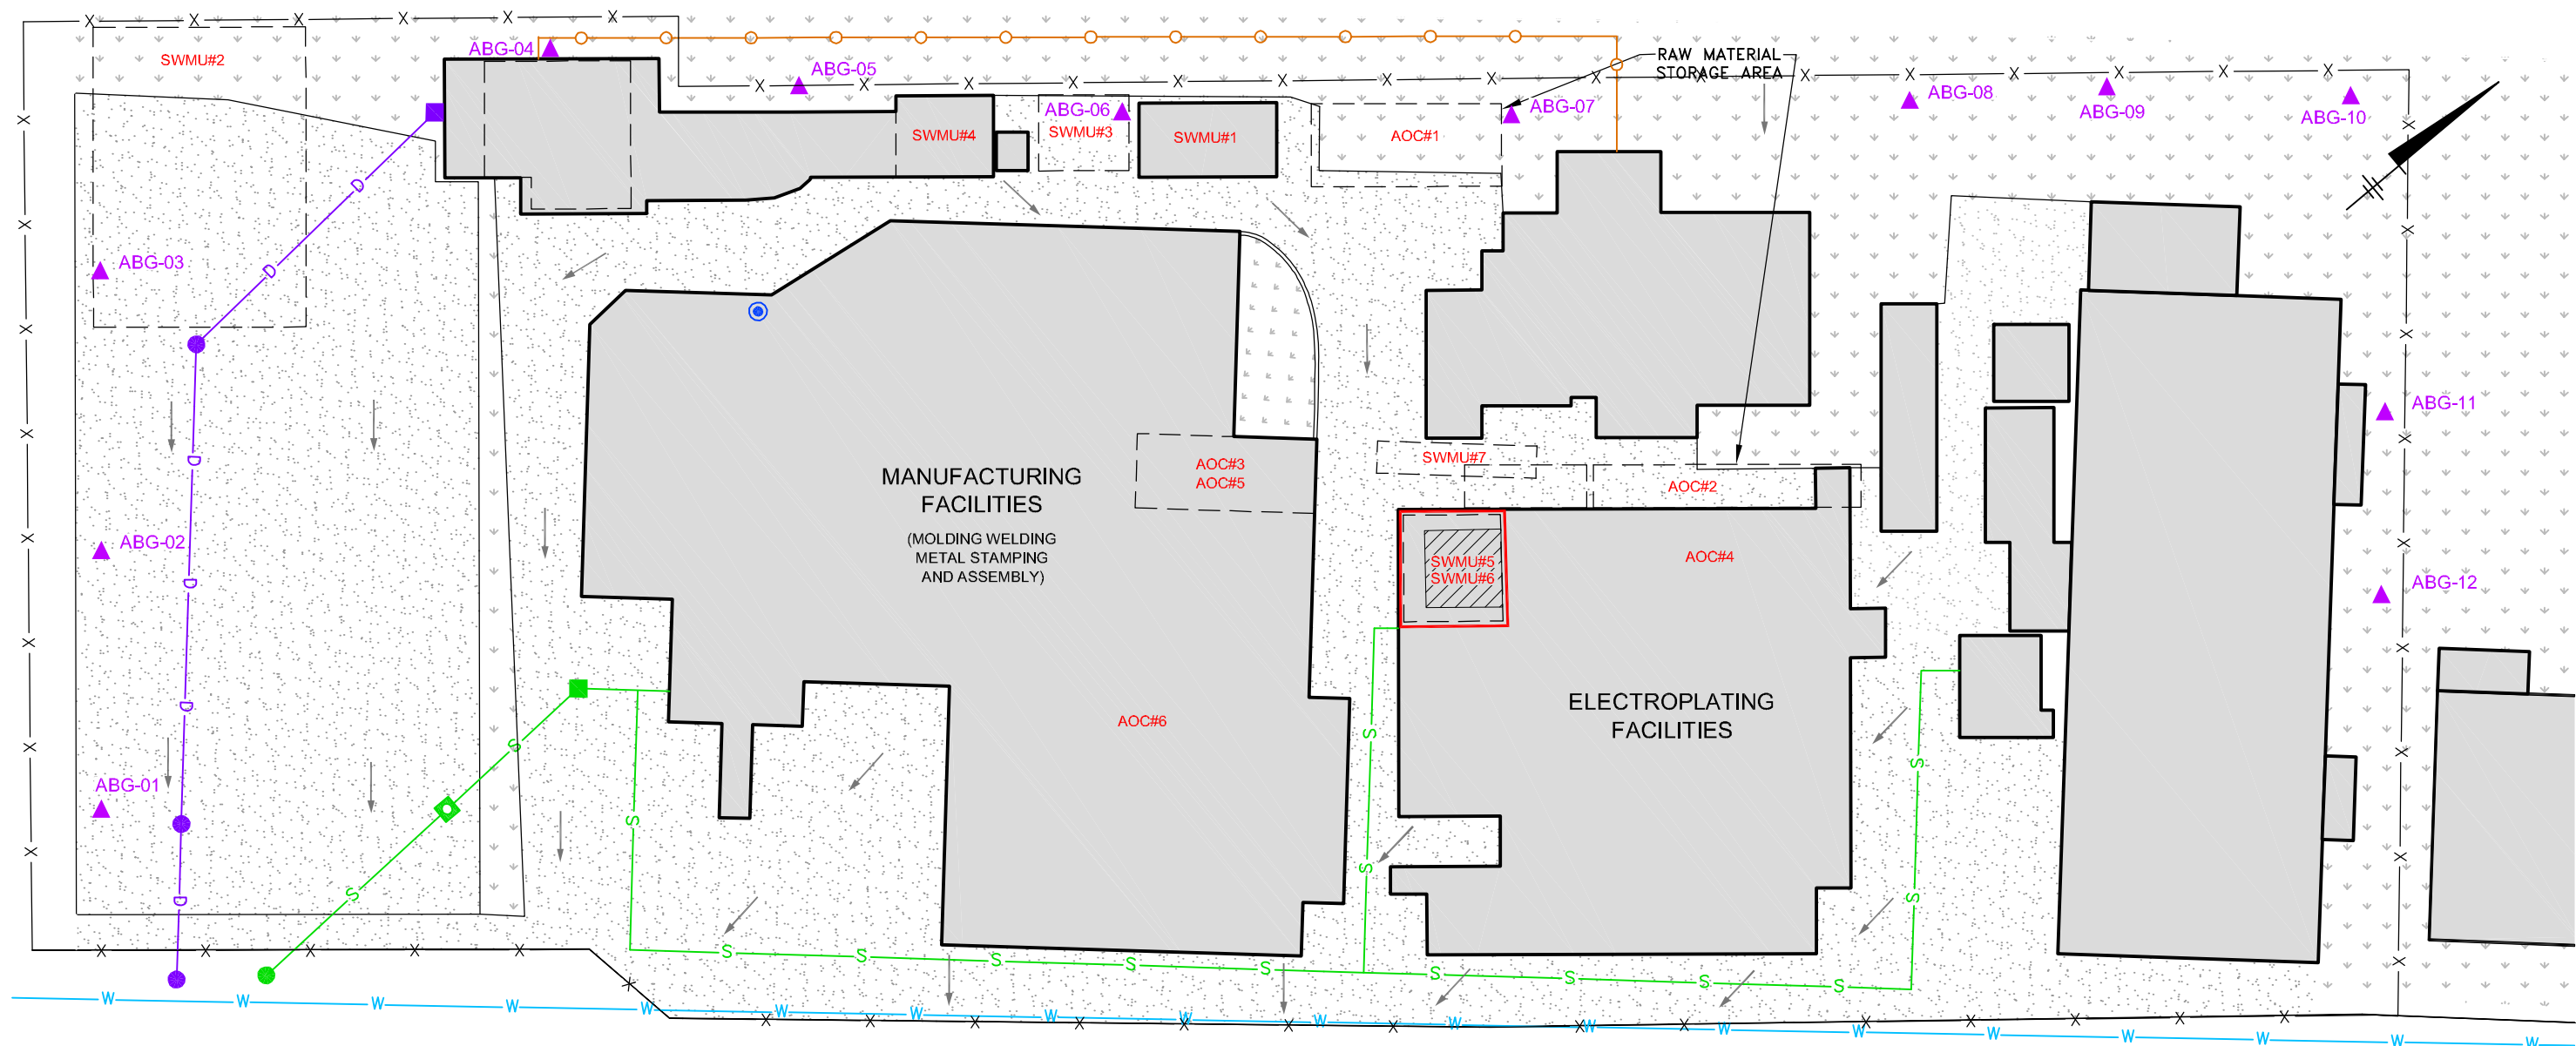 SWMU#2
ABG-04
ABG-05
RAW MATERIAL
STORAGE AREA
ABG-06
SWMU#3
SWMU#4
SWMU#1
AOC#1
ABG-07
ABG-08
ABG-09
ABG-10
ABG-03
ABG-11
MANUFACTURING
FACILITIES
(MOLDING WELDING
METAL STAMPING
AND ASSEMBLY)
AOC#3
AOC#5
SWMU#7
AOC#2
ABG-02
SWMU#5
SWMU#6
AOC#4
ABG-12
AOC#6
ELECTROPLATING
FACILITIES
ABG-01